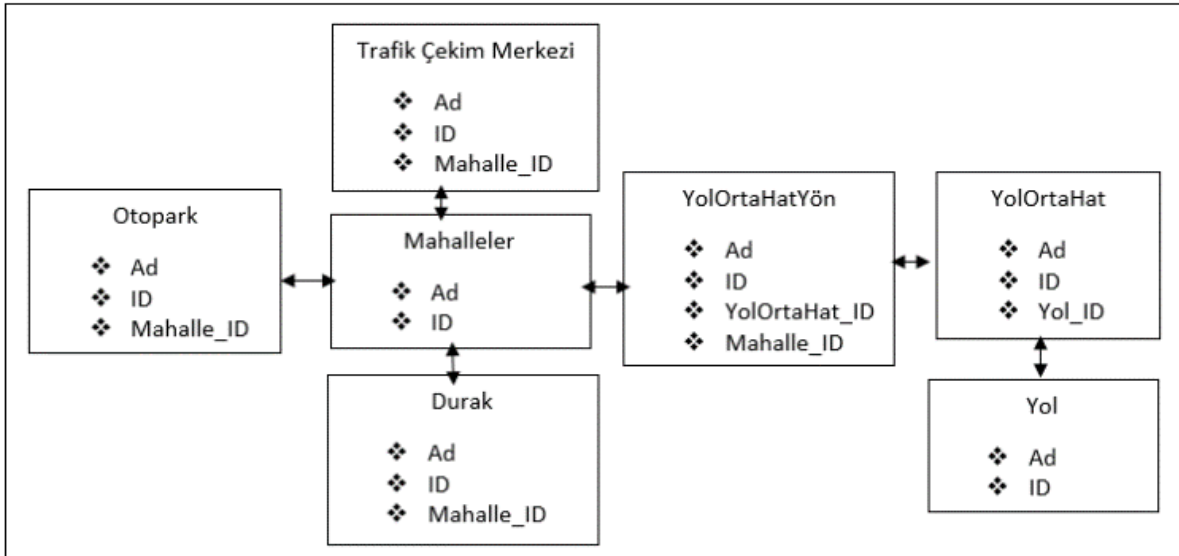 Trafik Çekim Merkezi
❖ Ad
❖ ID
❖ Mahalle_ID
Otopark
❖ Ad
❖ ID
❖ Mahalle_ID
Mahalleler
❖ Ad
❖ ID
YolOrtaHatYön
❖ Ad
❖ ID
❖ YolOrtaHat_ID
❖ Mahalle_ID
YolOrtaHat
❖ Ad
❖ ID
❖ Yol_ID
Durak
❖ Ad
❖ ID
❖ Mahalle_ID
Yol
❖ Ad
❖ ID